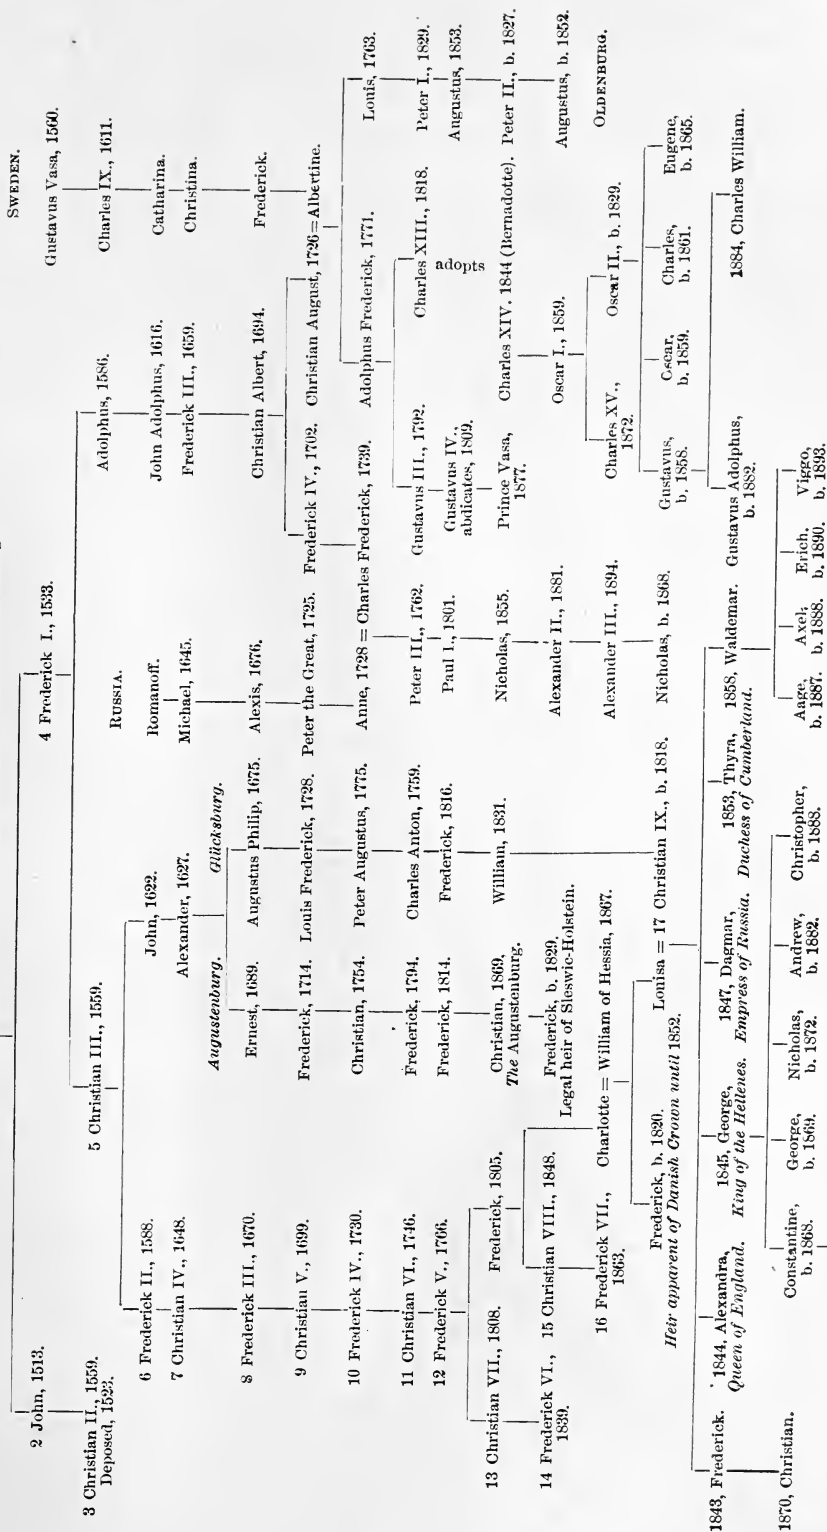 SWEDEN.
2 John, 1513.
4 Frederick I., 1533.
Gustavus Vasa, 1560.
3 Christian II., 1559.
Deposed, 1523.
5 Christian III., 1559.
Adolphus, 1586.
Charles IX., 1611.
RUSSIA.
6 Frederick II., 1588.
John, 1622.
Romanoff.
John Adolphus, 1616.
Catharina.
7 Christian IV., 1648.
Alexander, 1627.
Michael, 1645.
Frederick III., 1659.
Christina.
Augustenburg.
Glücksburg.
8 Frederick III., 1670.
Ernest, 1689.
Augustus Philip, 1675.
Alexis, 1676.
Christian Albert, 1694.
Frederick.
9 Christian V., 1699.
Frederick, 1714.
Louis Frederick, 1728.
Peter the Great, 1725.
Frederick IV., 1702.
Christian August, 1726 = Albertine.
10 Frederick IV., 1730.
Christian, 1754.
Peter Augustus, 1775.
Anne, 1728 = Charles Frederick, 1739.
Adolphus Frederick, 1771.
Louis, 1763.
11 Christian VI., 1746.
Frederick, 1794.
Charles Anton, 1759.
Peter III., 1762.
Gustavus III., 1792.
Charles XIII., 1818.
Peter I., 1829.
12 Frederick V., 1766.
Frederick, 1814.
Frederick, 1816.
Paul I., 1801.
Gustavus IV.,
abdicates, 1809.
adopts
Augustus, 1853.
13 Christian VII., 1808.
Frederick, 1805.
Christian, 1869.
The Augustenburg.
William, 1831.
Nicholas, 1855.
Prince Vasa,
1877.
Charles XIV. 1844 (Bernadotte).
Peter II., b. 1827.
14 Frederick VI.,
1839.
15 Christian VIII., 1848.
Frederick, b. 1829.
Legal heir of Sleswic-Holstein.
Alexander II., 1881.
Oscar I., 1859.
Augustus, b. 1852.
OLDENBURG.
16 Frederick VII.,
1863.
Charlotte = William of Hessia, 1867.
Alexander III., 1894.
Charles XV.,
1872.
Oscar II., b. 1829.
Frederick, b. 1820.
Heir apparent of Danish Crown until 1852.
Louisa = 17 Christian IX., b. 1818.
Nicholas, b. 1868.
Gustavus,
b. 1858.
Oscar,
b. 1859.
Charles,
b. 1861.
Eugene,
b. 1865.
1843, Frederick.
1844, Alexandra,
Queen of England.
1845, George,
King of the Hellenes.
1847, Dagmar,
Empress of Russia.
1853, Thyra,
Duchess of Cumberland.
1858, Waldemar.
Gustavus Adolphus,
b. 1882.
1884, Charles William.
1870, Christian.
Constantine,
b. 1868.
George,
b. 1869.
Nicholas,
b. 1872.
Andrew,
b. 1882.
Christopher,
b. 1888.
Aage,
b. 1887.
Axel,
b. 1888.
Erich,
b. 1890.
Viggo,
b. 1893.